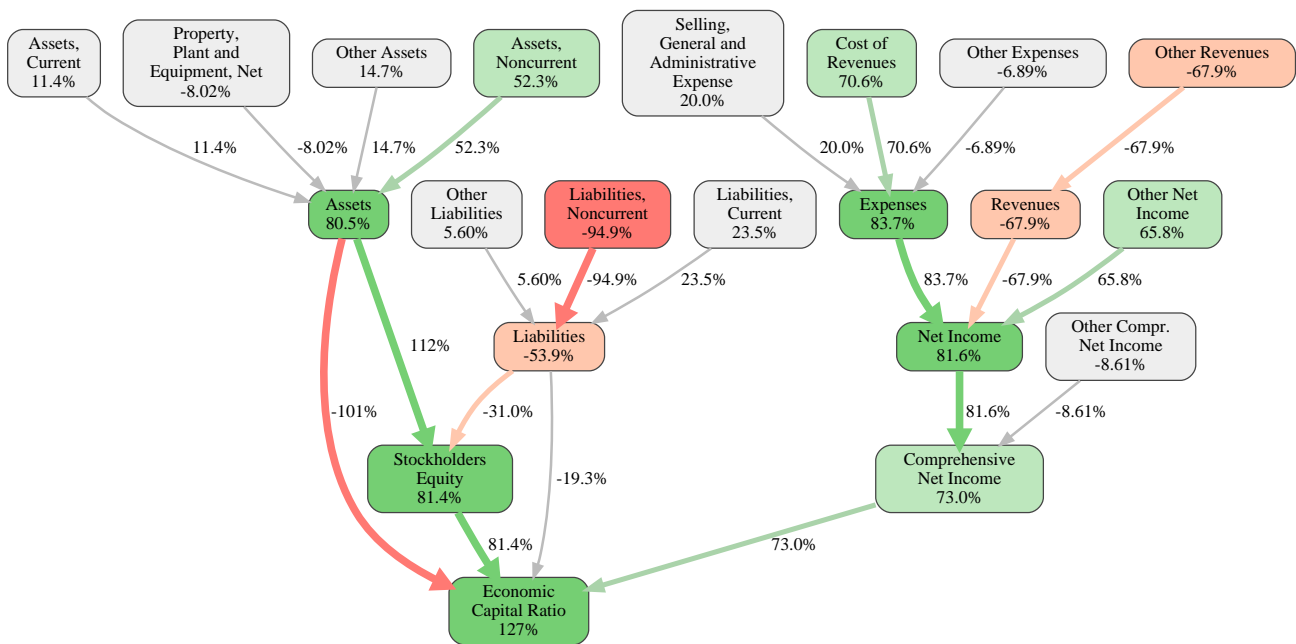 Assets,
Current
11.4%
Property,
Plant and
Equipment, Net
-8.02%
Other Assets
14.7%
Assets,
Noncurrent
52.3%
Selling,
General and
Administrative
Expense
20.0%
Cost of
Revenues
70.6%
Other Expenses
-6.89%
Other Revenues
-67.9%
11.4%
-8.02%
14.7%
52.3%
20.0%
70.6%
-6.89%
-67.9%
Assets
80.5%
Other
Liabilities
5.60%
Liabilities,
Noncurrent
-94.9%
Liabilities,
Current
23.5%
Expenses
83.7%
Revenues
-67.9%
Other Net
Income
65.8%
5.60%
-94.9%
23.5%
83.7%
-67.9%
65.8%
112%
Liabilities
-53.9%
Net Income
81.6%
Other Compr.
Net Income
-8.61%
-101%
-31.0%
81.6%
-8.61%
Stockholders
Equity
81.4%
-19.3%
Comprehensive
Net Income
73.0%
81.4%
73.0%
Economic
Capital Ratio
127%